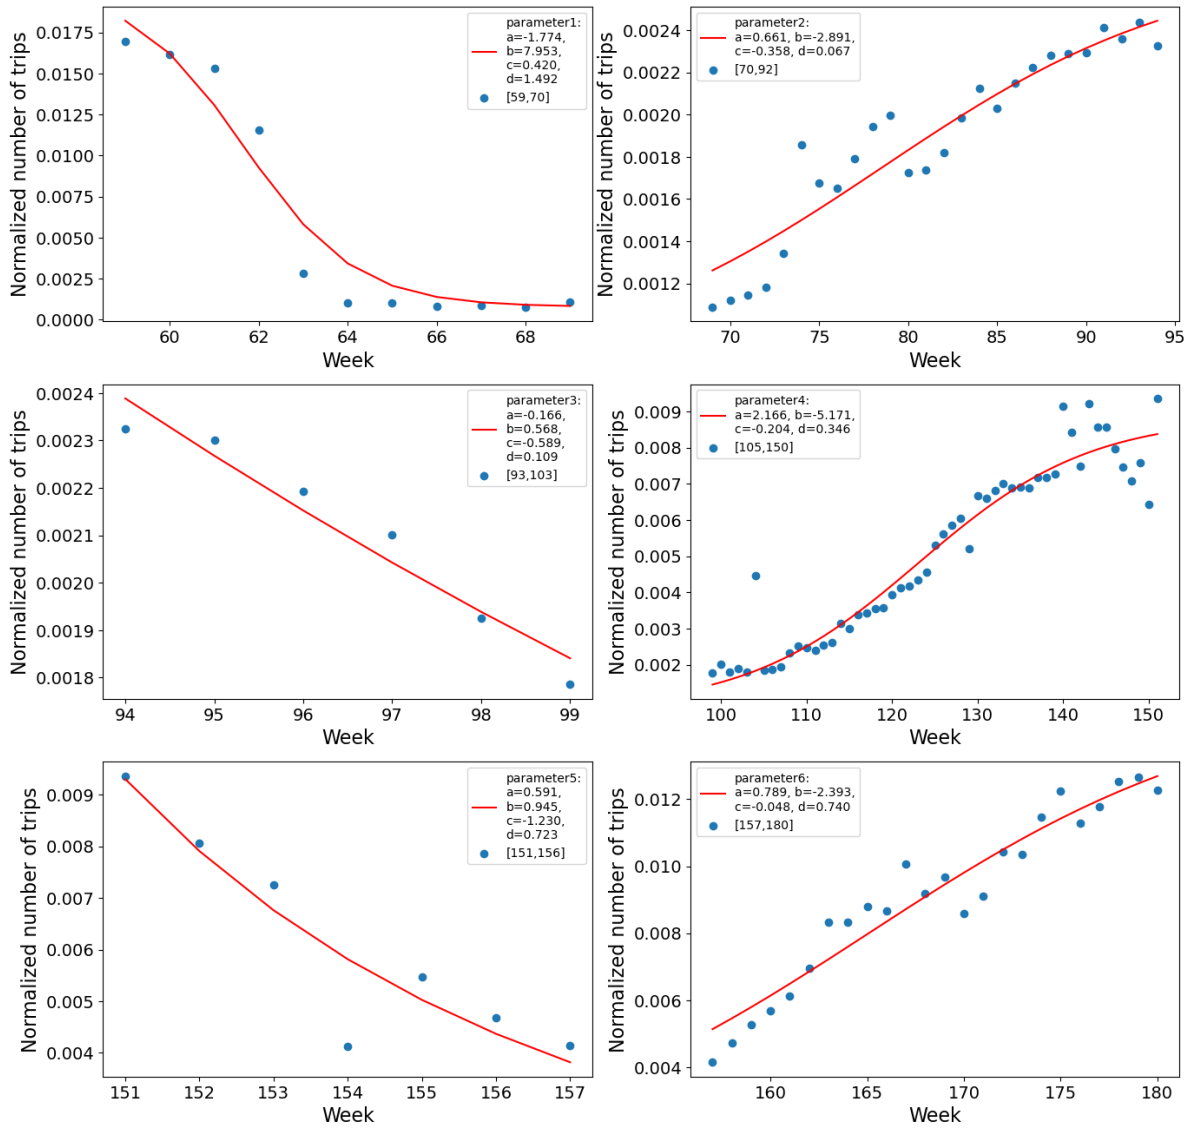 Normalized number of trips
0.0175
0.0150
0.0125
0.0100
0.0075
0.0050
0.0025
0.0000
parameter1:
a=-1.774,
b=7.953,
c=0.420,
d=1.492
[59,70]
60
62
64
66
68
Week
Normalized number of trips
0.0024
0.0022
0.0020
0.0018
0.0016
0.0014
0.0012
parameter2:
a=0.661, b=-2.891,
c=-0.358, d=0.067
[70,92]
70
75
80
85
90
95
Week
Normalized number of trips
0.0024
0.0023
0.0022
0.0021
0.0020
0.0019
0.0018
parameter3:
a=-0.166,
b=0.568,
c=-0.589,
d=0.109
[93,103]
94
95
96
97
98
99
Week
Normalized number of trips
0.009
0.008
0.007
0.006
0.005
0.004
0.003
0.002
parameter4:
a=2.166, b=-5.171,
c=-0.204, d=0.346
[105,150]
100
110
120
130
140
150
Week
Normalized number of trips
0.009
0.008
0.007
0.006
0.005
0.004
parameter5:
a=0.591,
b=0.945,
c=-1.230,
d=0.723
[151,156]
151
152
153
154
155
156
157
Week
Normalized number of trips
0.012
0.010
0.008
0.006
0.004
parameter6:
a=0.789, b=-2.393,
c=-0.048, d=0.740
[157,180]
160
165
170
175
180
Week